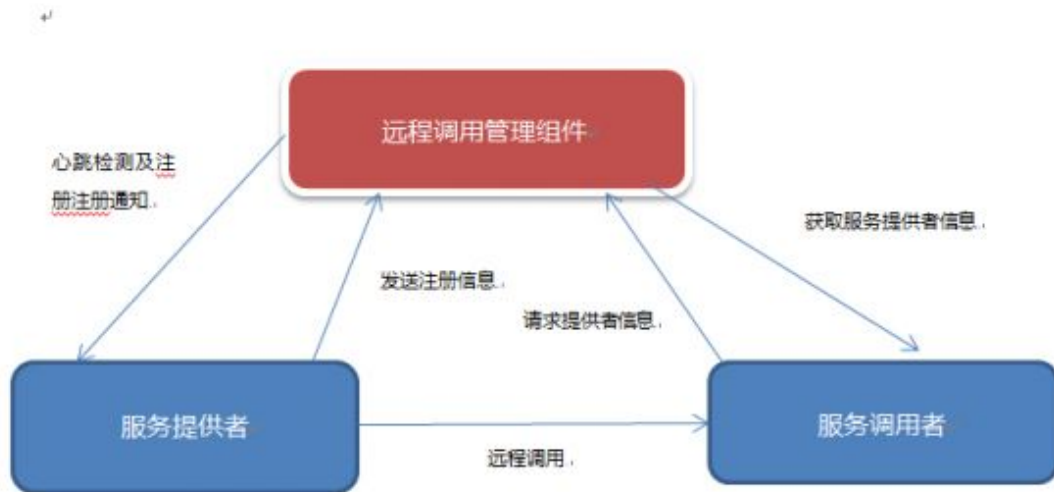 远程调用管理组件
心跳检测及注
册注册通知
获取服务提供者信息
发送注册信息
请求提供者信息
服务提供者
服务调用者
远程调用